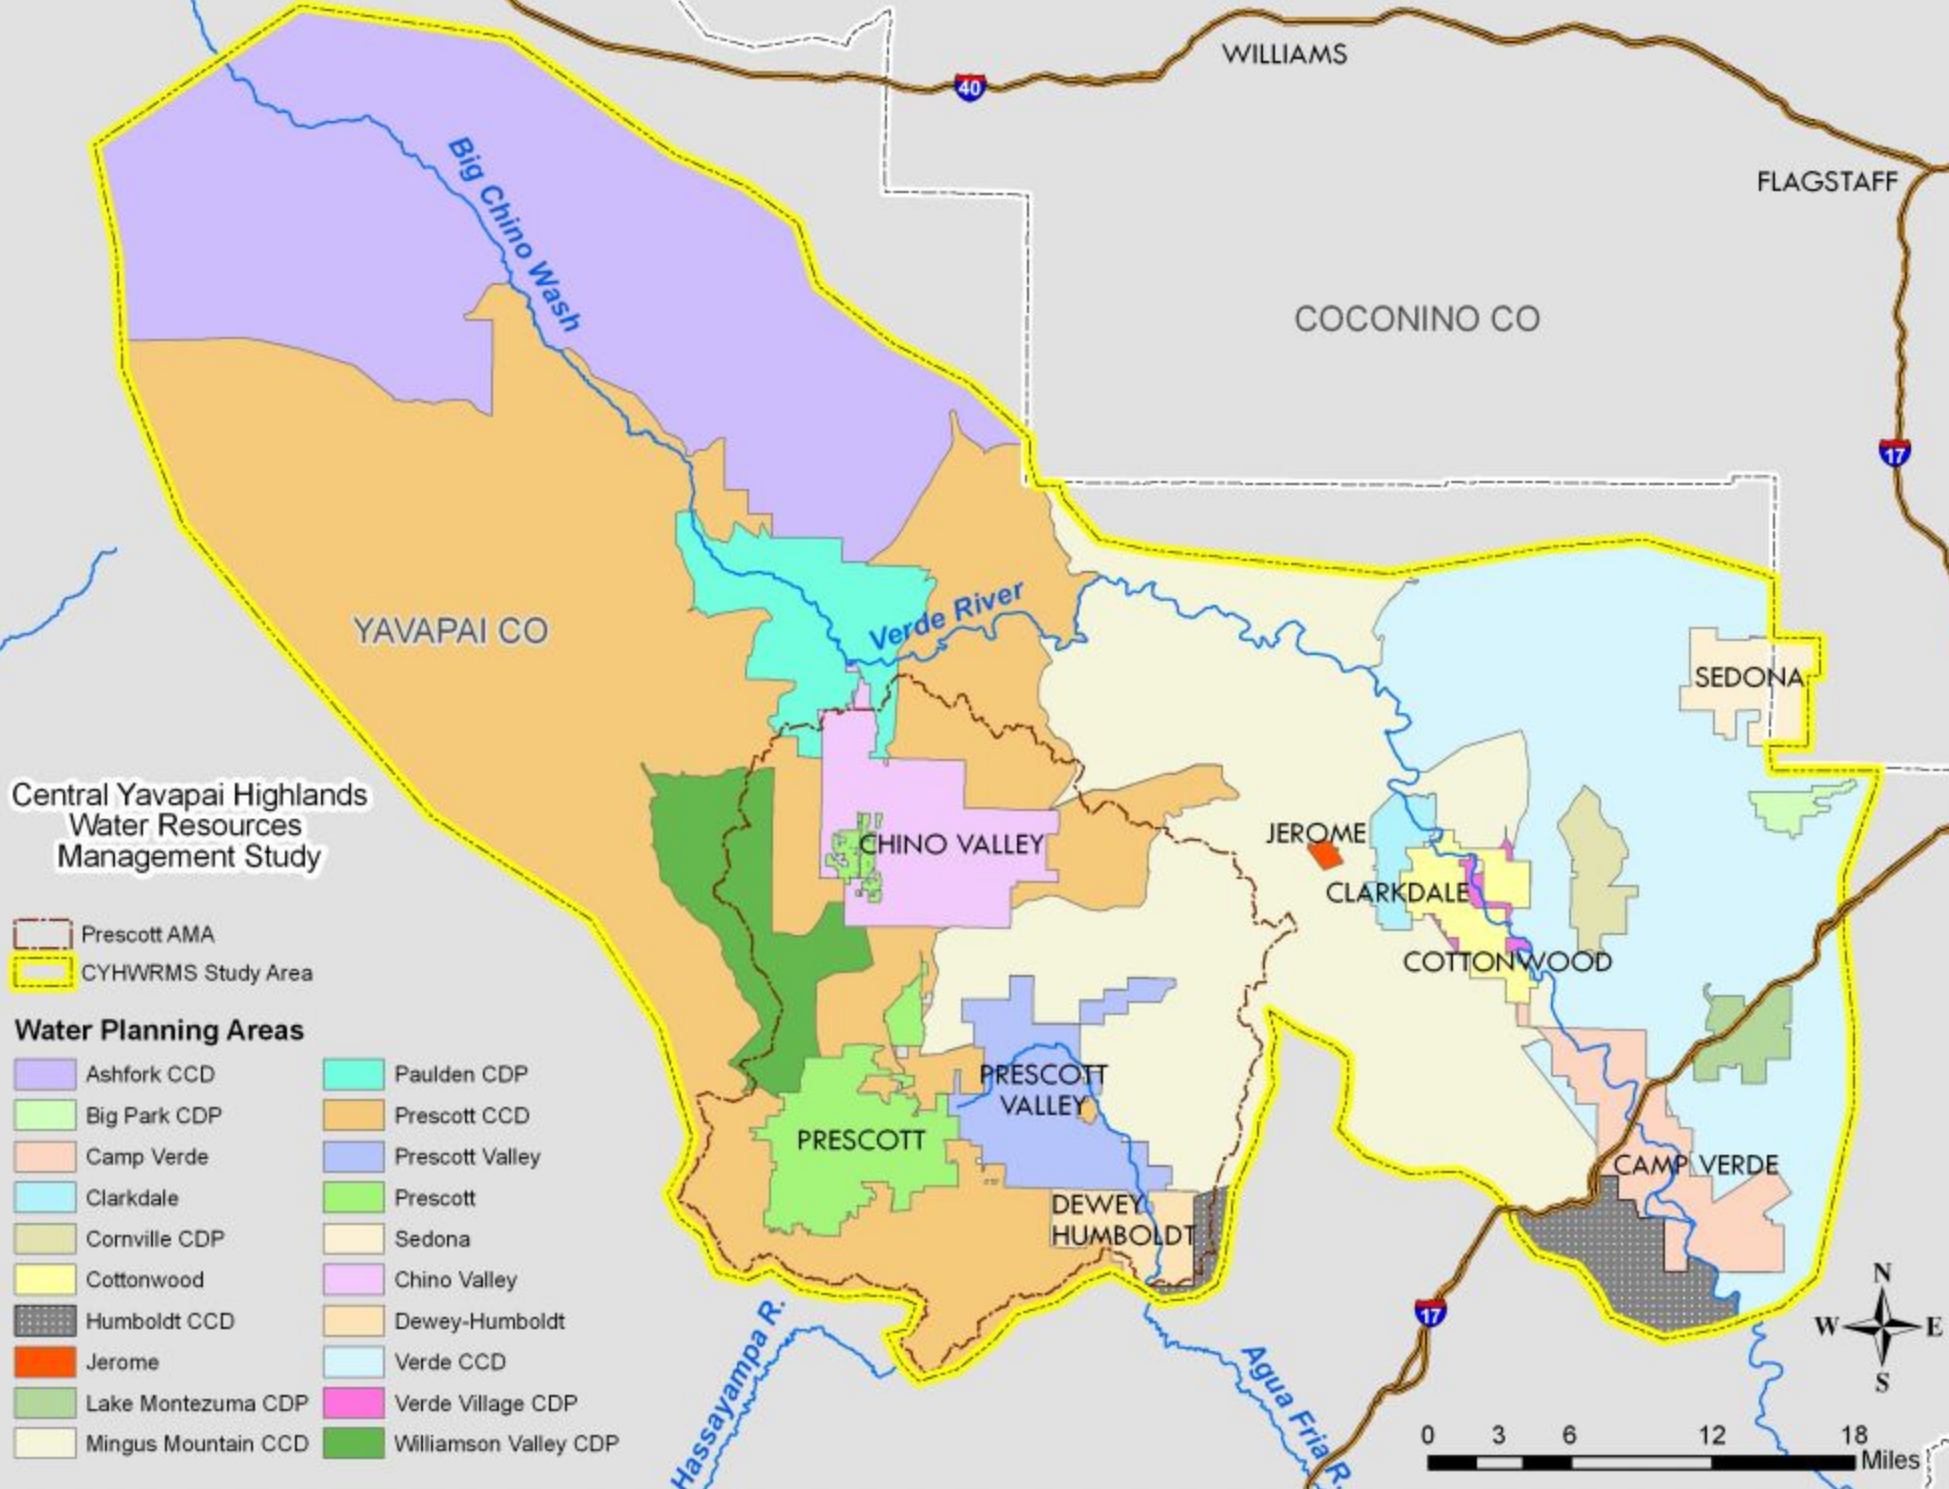 WILLIAMS
40
FLAGSTAFF
Big Chino Wash
COCONINO CO
17
Verde River
YAVAPAI CO
SEDONA
Central Yavapai Highlands
Water Resources
Management Study
CHINO VALLEY
JEROME
CLARKDALE
COTTONWOOD
Prescott AMA
CYHWRMS Study Area
PRESCOTT
VALLEY
PRESCOTT
CAMP VERDE
DEWEY
HUMBOLDT
Water Planning Areas
Ashfork CCD
Big Park CDP
Camp Verde
Clarkdale
Cornville CDP
Cottonwood
Humboldt CCD
Jerome
Lake Montezuma CDP
Mingus Mountain CCD
Paulden CDP
Prescott CCD
Prescott Valley
Prescott
Sedona
Chino Valley
Dewey-Humboldt
Verde CCD
Verde Village CDP
Williamson Valley CDP
Hassayampa R.
Agua Fria R.
17
N
W E
S
0 3 6 12 18
Miles